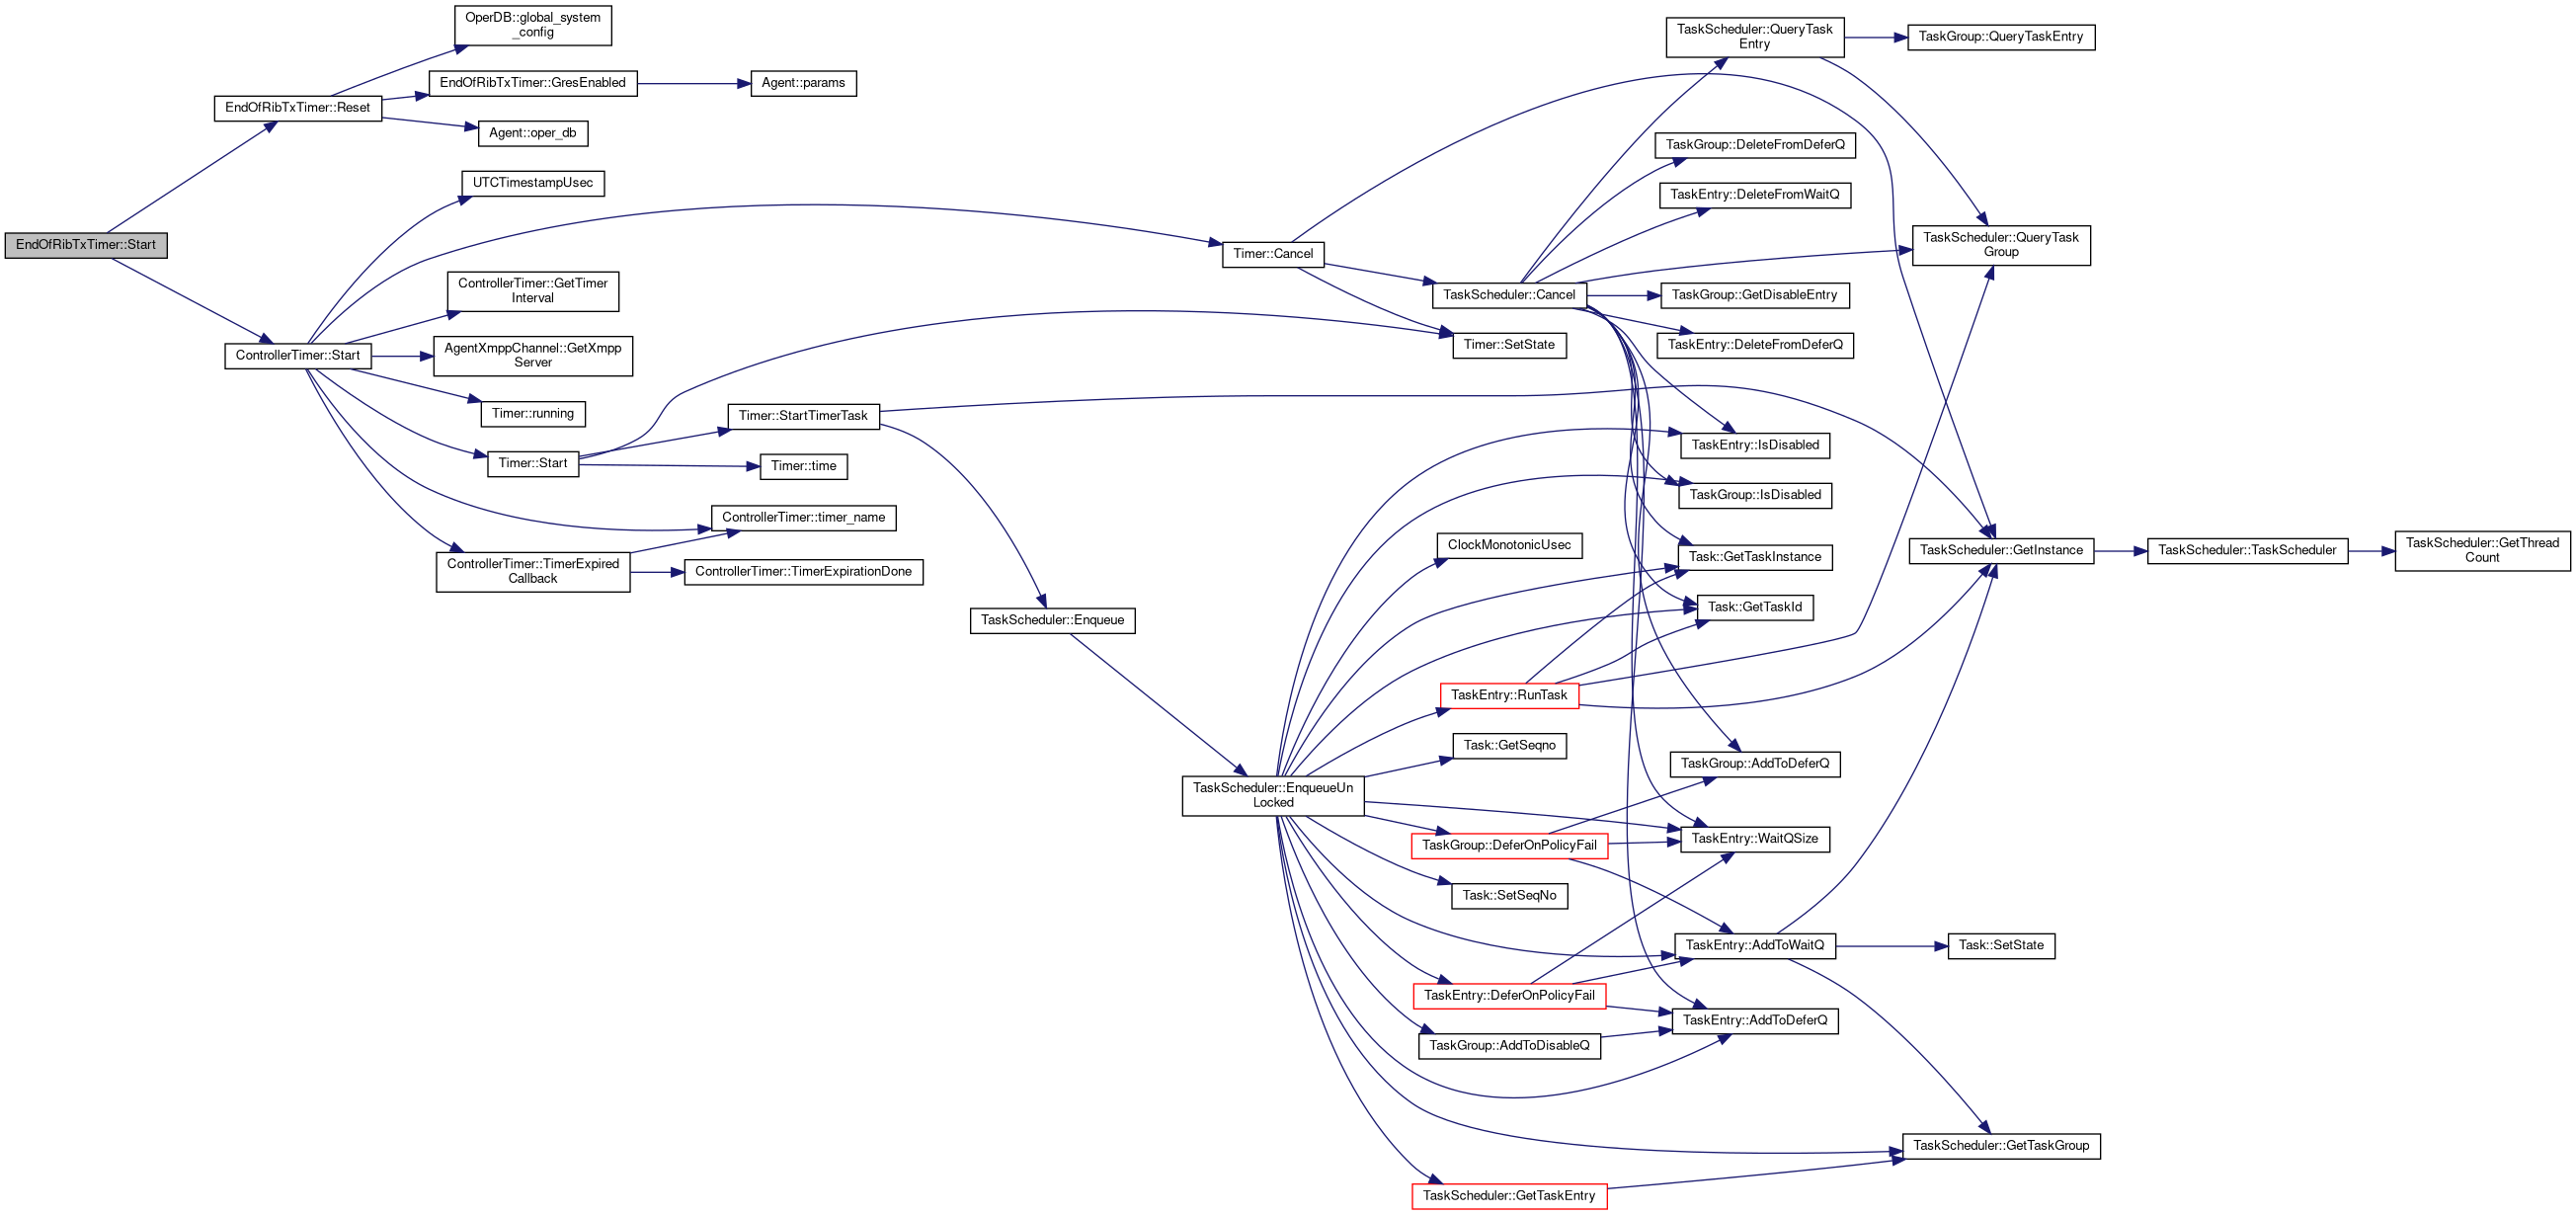 EndOfRibTxTimer::Start
EndOfRibTxTimer::Reset
OperDB::global_system
_config
EndOfRibTxTimer::GresEnabled
Agent::params
Agent::oper_db
ControllerTimer::Start
UTCTimestampUsec
ControllerTimer::GetTimer
Interval
AgentXmppChannel::GetXmpp
Server
Timer::running
Timer::Start
Timer::StartTimerTask
Timer::time
ControllerTimer::timer_name
ControllerTimer::TimerExpired
Callback
ControllerTimer::TimerExpirationDone
Timer::Cancel
TaskScheduler::Cancel
Timer::SetState
TaskScheduler::Enqueue
TaskScheduler::EnqueueUn
Locked
ClockMonotonicUsec
TaskEntry::RunTask
Task::GetSeqno
TaskGroup::DeferOnPolicyFail
Task::SetSeqNo
TaskEntry::DeferOnPolicyFail
TaskGroup::AddToDisableQ
TaskScheduler::GetTaskEntry
TaskScheduler::QueryTask
Entry
TaskGroup::DeleteFromDeferQ
TaskEntry::DeleteFromWaitQ
TaskGroup::GetDisableEntry
TaskEntry::DeleteFromDeferQ
TaskEntry::IsDisabled
TaskGroup::IsDisabled
Task::GetTaskInstance
Task::GetTaskId
TaskGroup::AddToDeferQ
TaskEntry::WaitQSize
TaskEntry::AddToWaitQ
TaskEntry::AddToDeferQ
TaskGroup::QueryTaskEntry
TaskScheduler::QueryTask
Group
TaskScheduler::GetInstance
TaskScheduler::TaskScheduler
TaskScheduler::GetThread
Count
Task::SetState
TaskScheduler::GetTaskGroup